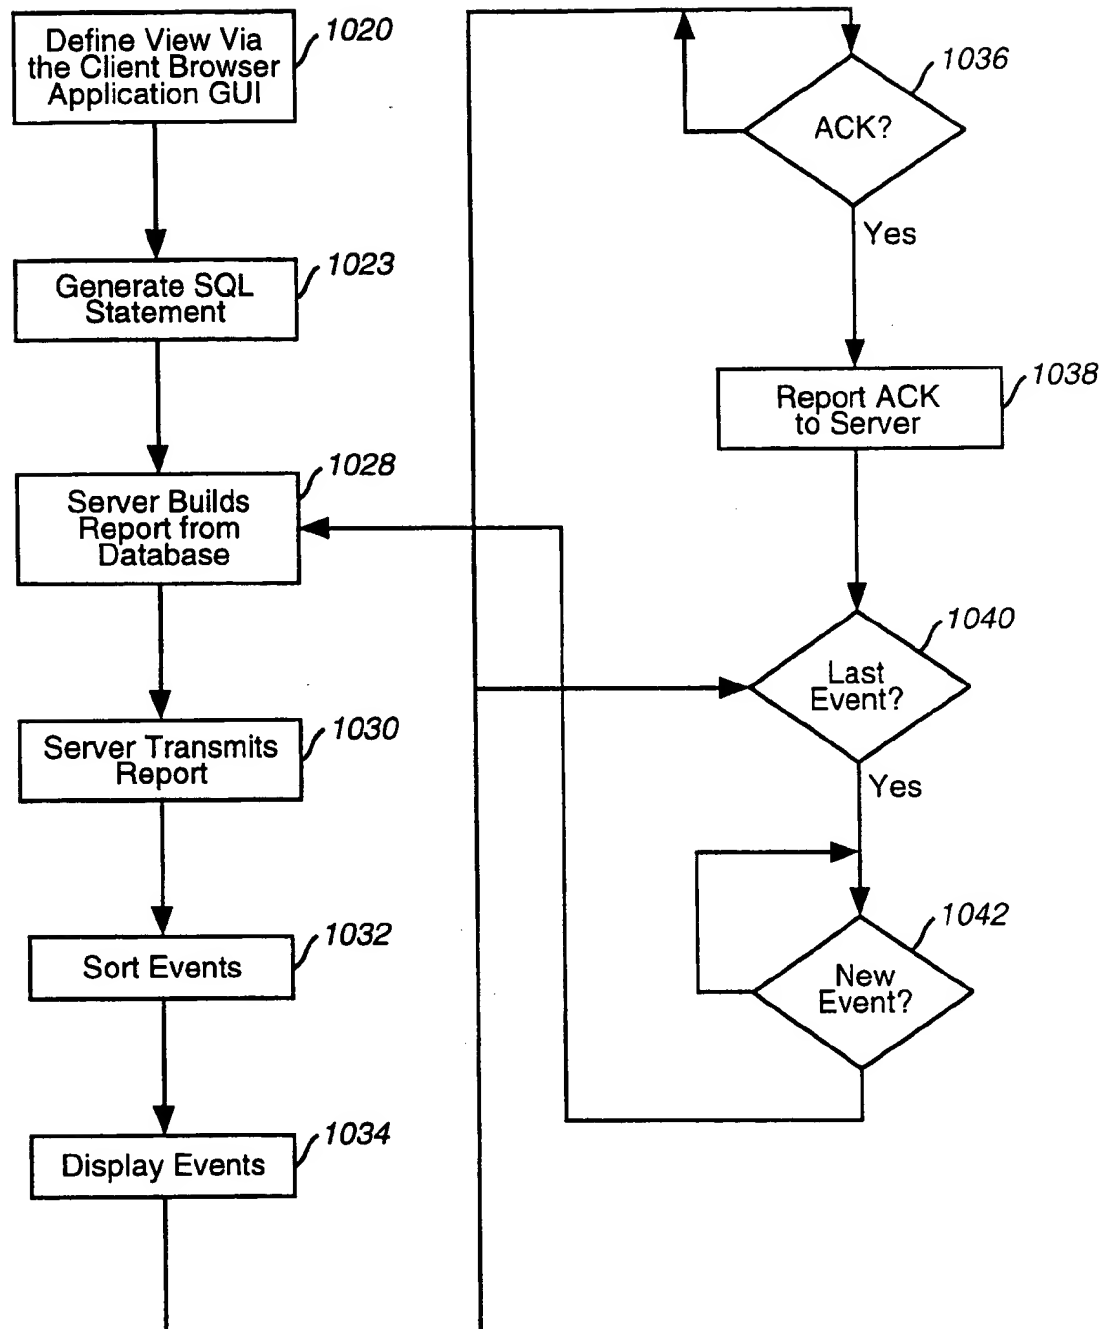 Define View Via
the Client Browser
Application GUI
1020
Generate SQL
Statement
1023
Server Builds
Report from
Database
1028
Server Transmits
Report
1030
Sort Events
1032
Display Events
1034
ACK?
1036
Yes
Report ACK
to Server
1038
Last
Event?
1040
Yes
New
Event?
1042